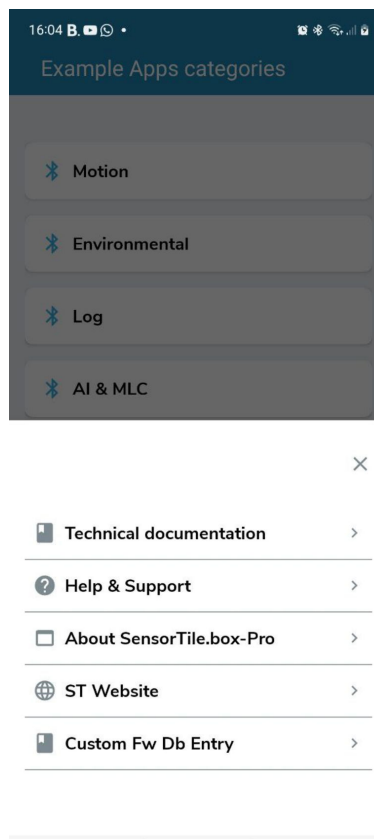 16:04 B.
Example Apps categories
Motion
Environmental
Log
AI & MLC
Technical documentation
Help & Support
About SensorTile.box-Pro
ST Website
Custom Fw Db Entry